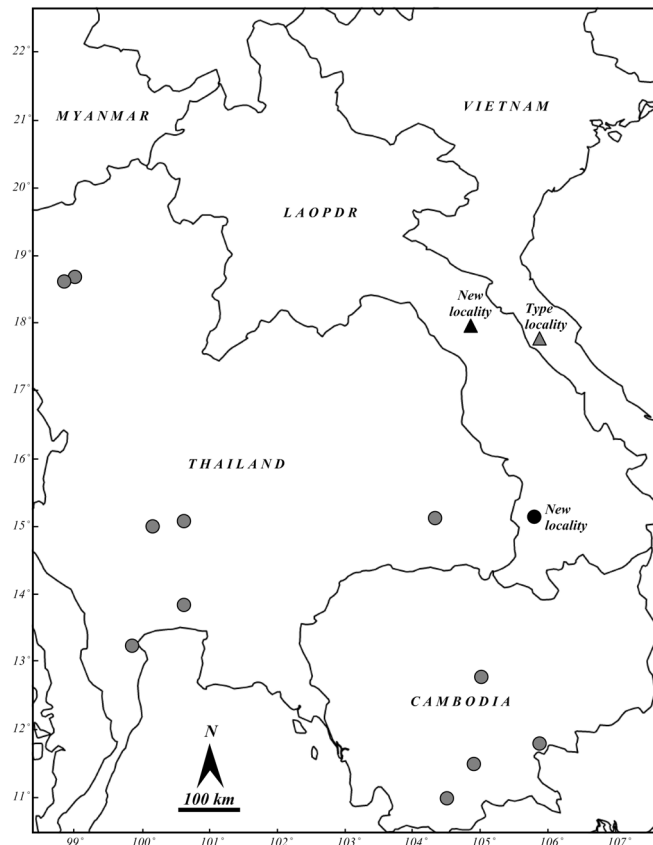 22°
21°
20°
19°
18°
17°
16°
15°
14°
13°
12°
11°
MYANMAR
VIETNAM
LAOPDR
New
locality
Type
locality
THAILAND
New
locality
CAMBODIA
N
100 km
99°
100°
101°
102°
103°
104°
105°
106°
107°